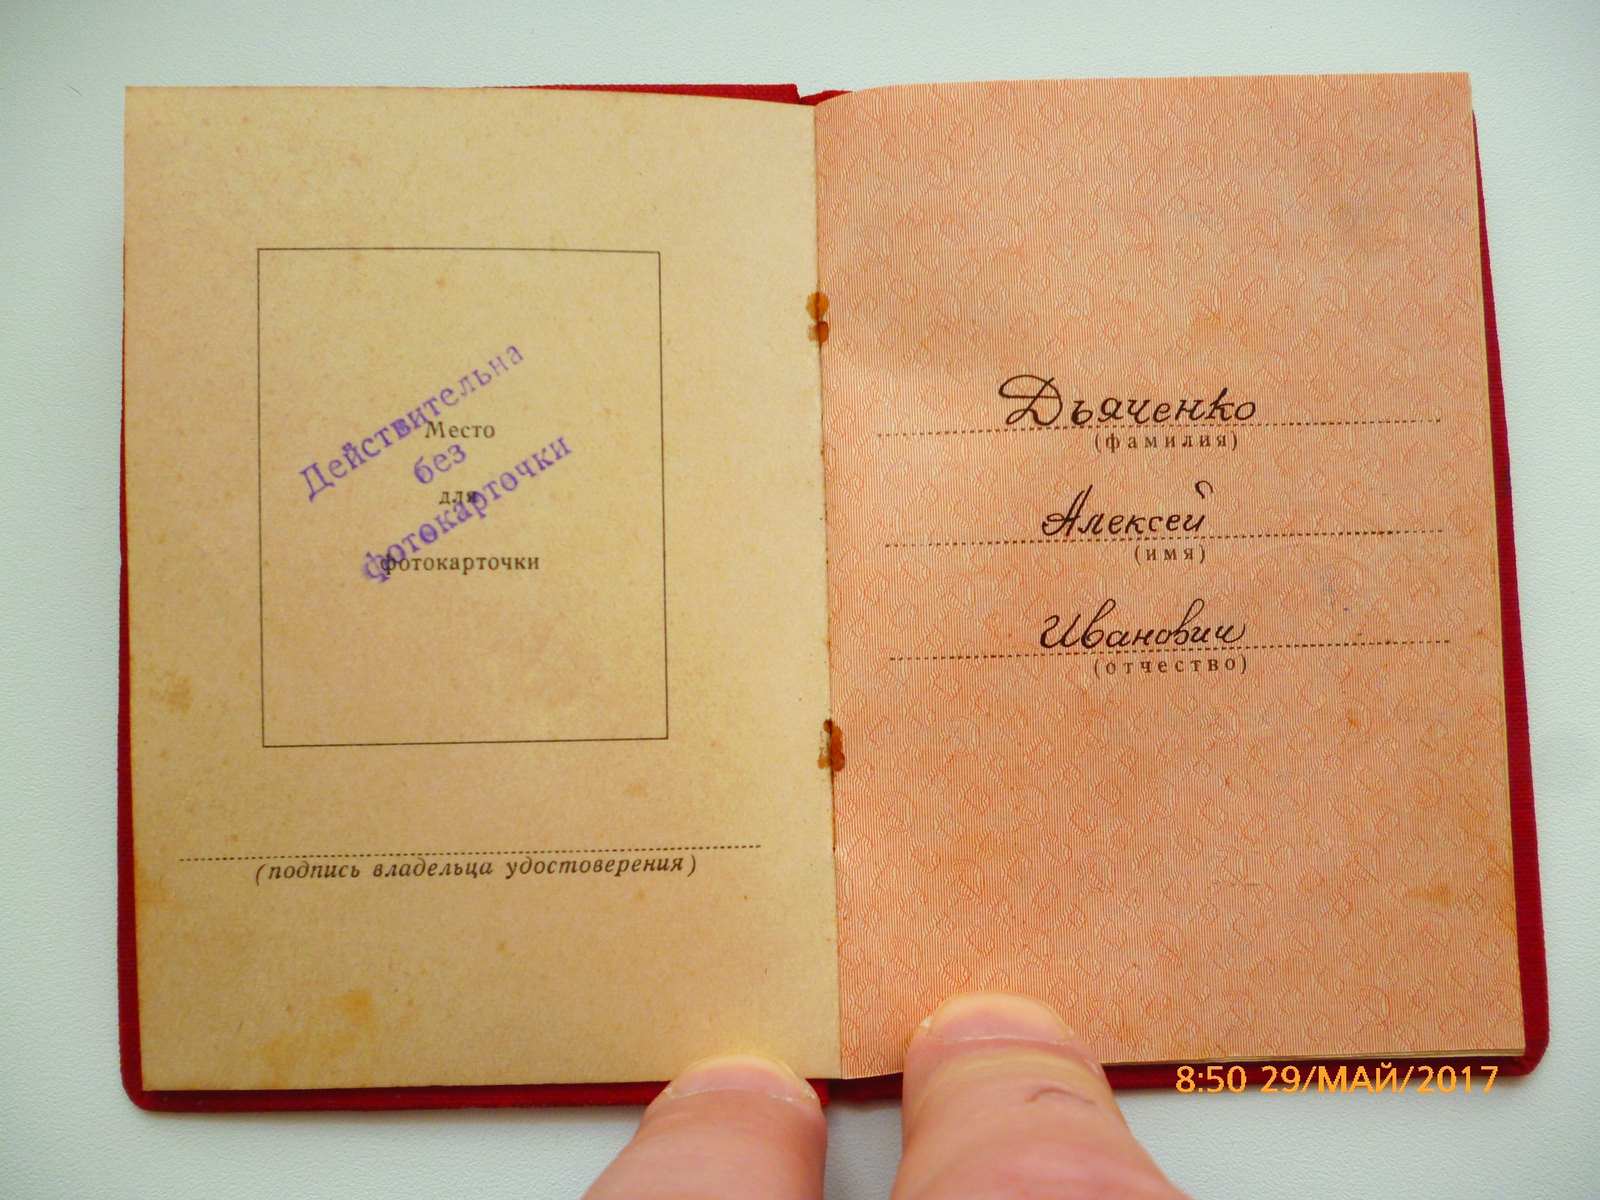 Действительна
без
фотокарточки
Место
для
фотокарточки
(подпись владельца удостоверения)
Дьяченко
(фамилия)
Алексей
(имя)
Иванович
(отчество)
8:50 29/МАЙ/2017